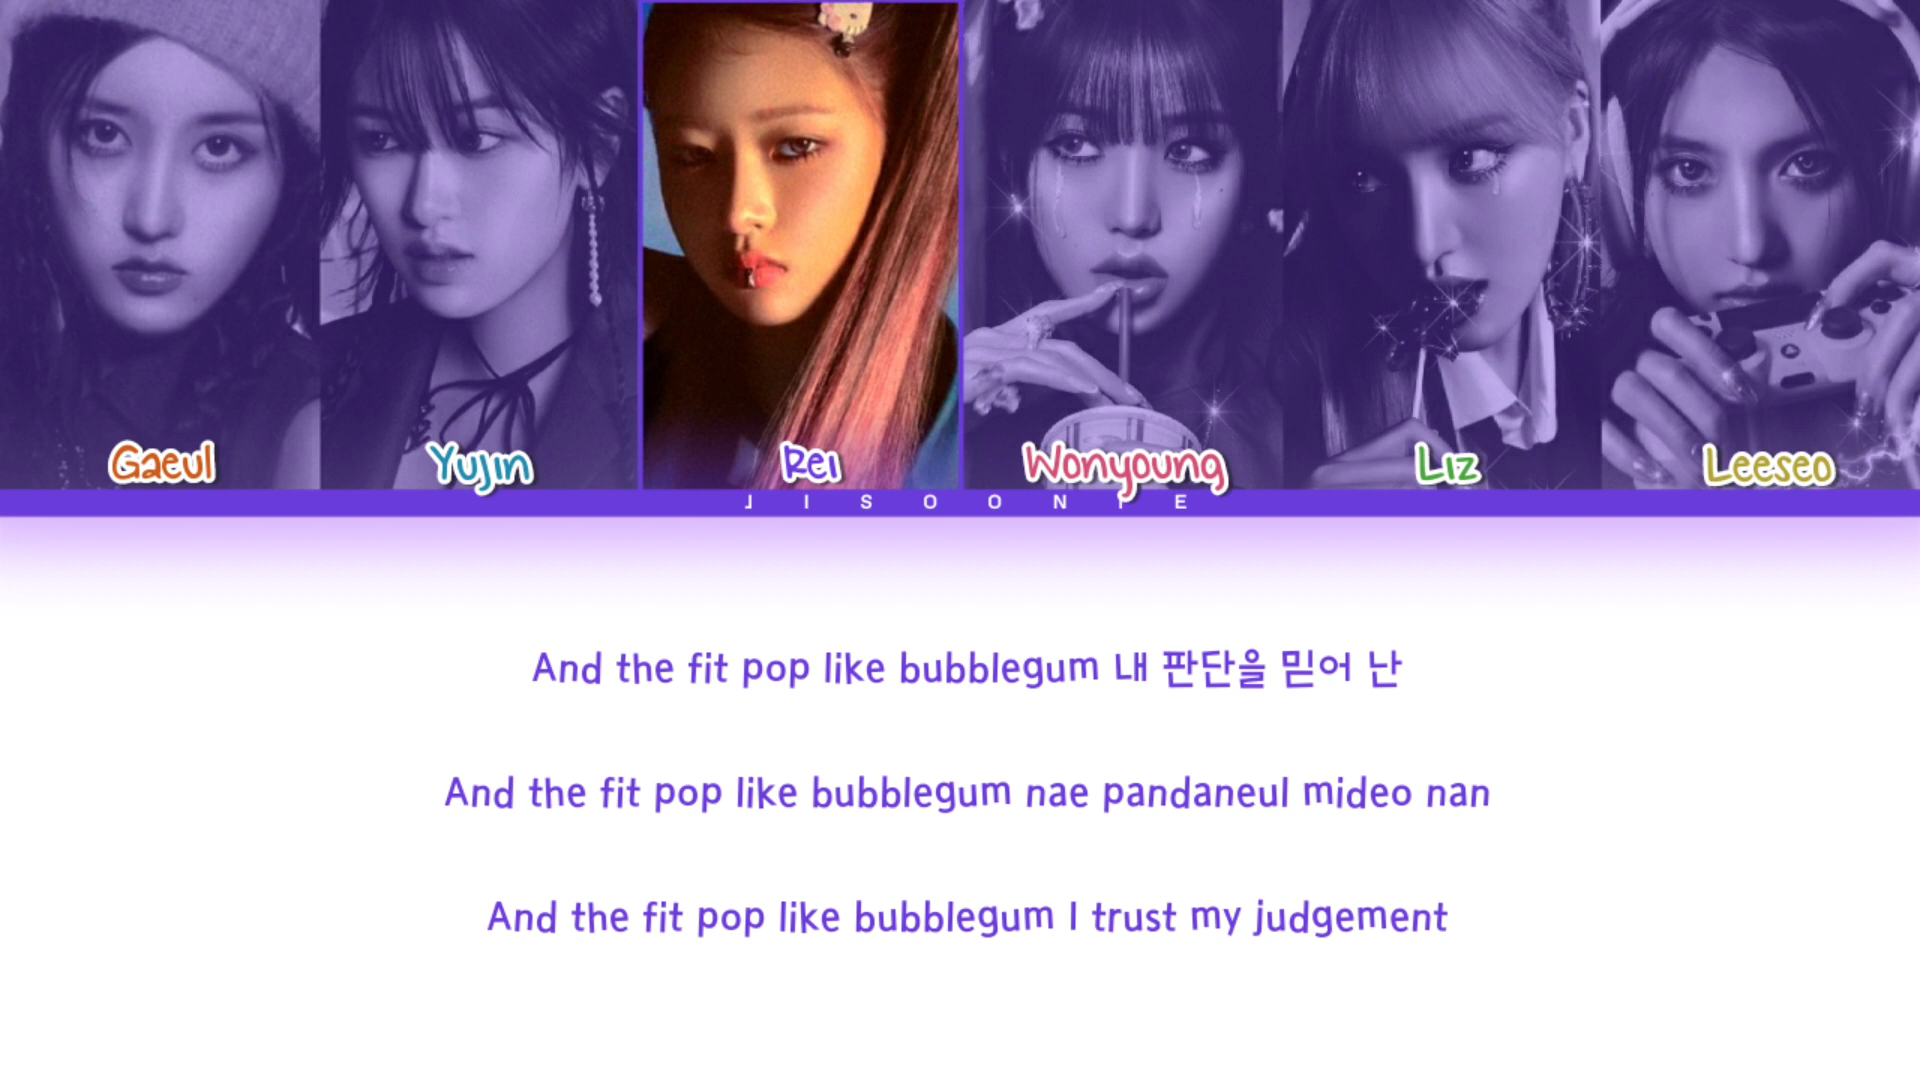 Gaeul Yujin Rei Wonyoung Liz Leeseo
JISOONIE
And the fit pop like bubblegum 내 판단을 믿어 난
And the fit pop like bubblegum nae pandaneul mideo nan
And the fit pop like bubblegum I trust my judgement